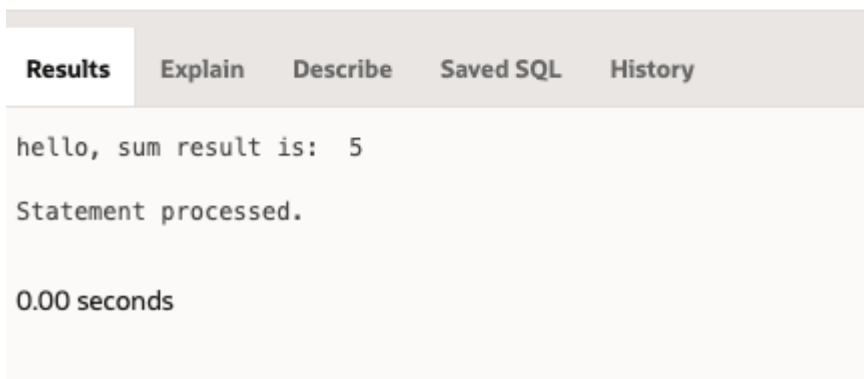 Results Explain Describe Saved SQL History
hello, sum result is:  5
Statement processed.
0.00 seconds